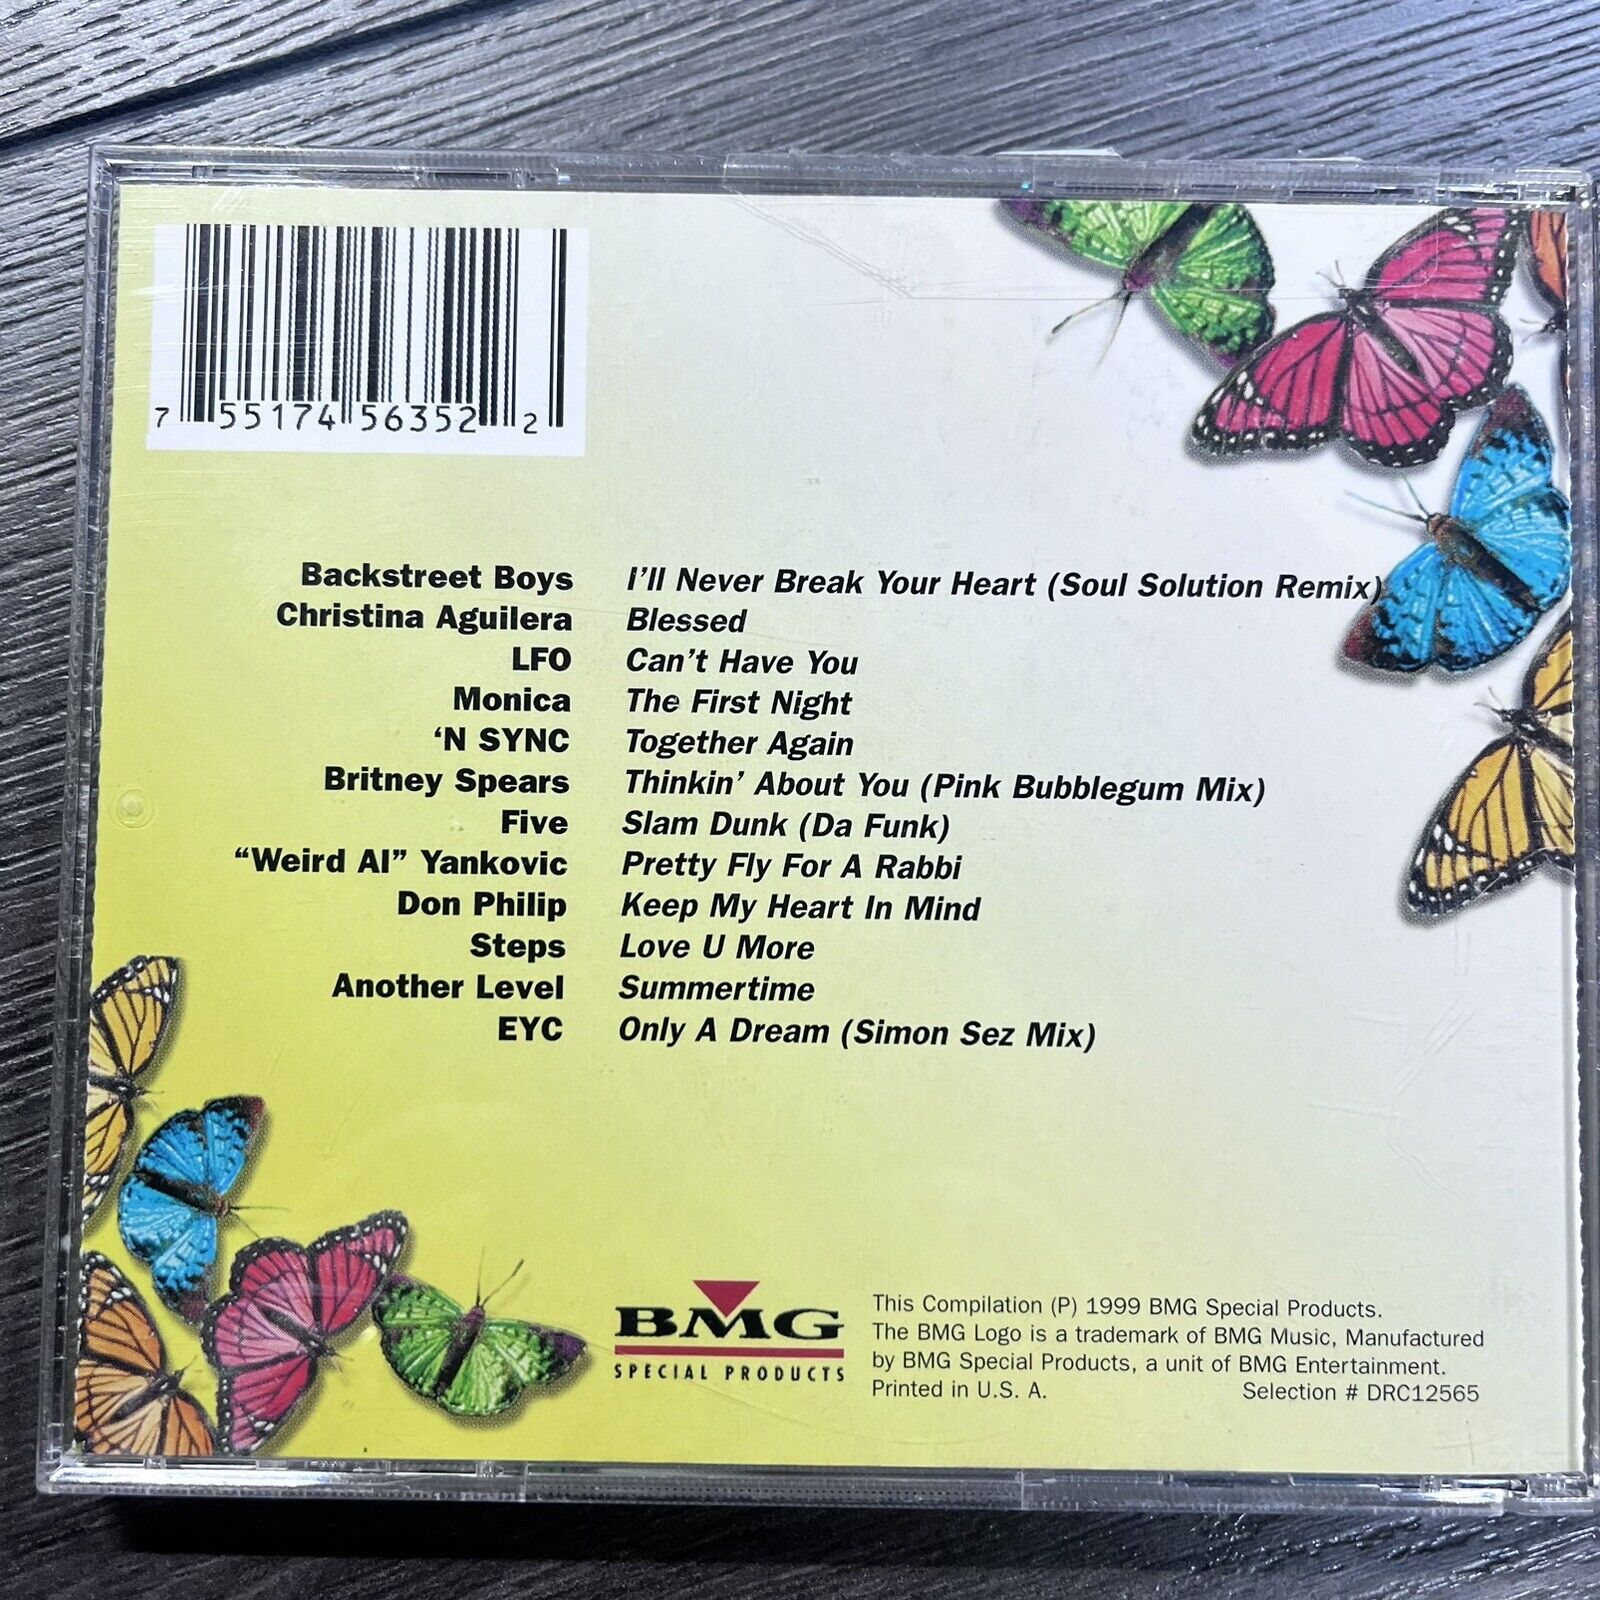 7 55174 56352 2
Backstreet Boys I'll Never Break Your Heart (Soul Solution Remix)
Christina Aguilera Blessed
LFO Can't Have You
Monica The First Night
‘N SYNC Together Again
Britney Spears Thinkin' About You (Pink Bubblegum Mix)
Five Slam Dunk (Da Funk)
“Weird Al” Yankovic Pretty Fly For A Rabbi
Don Philip Keep My Heart In Mind
Steps Love U More
Another Level Summertime
EYC Only A Dream (Simon Sez Mix)
BMG
SPECIAL PRODUCTS
This Compilation (P) 1999 BMG Special Products.
The BMG Logo is a trademark of BMG Music, Manufactured
by BMG Special Products, a unit of BMG Entertainment.
Printed in U.S. A. Selection # DRC12565